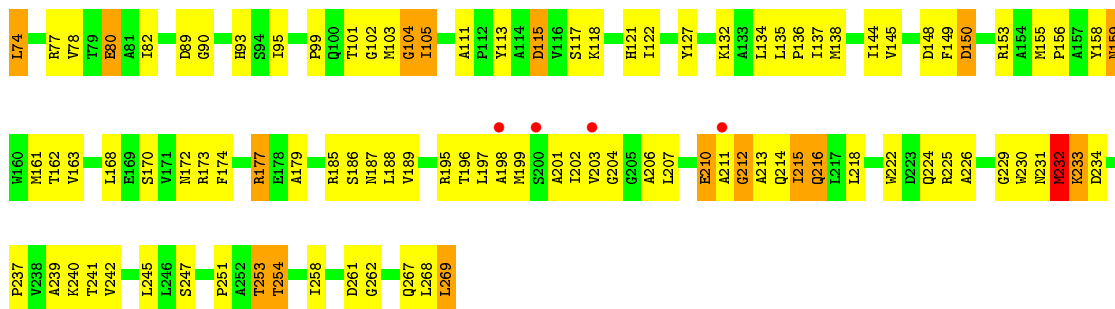 L74 R77 V78 T79 E80 A81 I82 D89 G90 H93 S94 I95 P99 Q100 T101 G102 M103 G104 I105 A111 P112 Y113 A114 D115 V116 S117 K118 H121 I122 Y127 K132 A133 L134 L135 P136 I137 M138 I144 V145 D148 F149 D150 R153 A154 M155 P156 A157 Y158 N159
W160 M161 T162 V163 L168 E169 S170 V171 N172 R173 F174 R177 E178 A179 R185 S186 N187 L188 V189 R195 T196 L197 A198 M199 S200 A201 I202 V203 G204 G205 A206 L207 E210 A211 G212 A213 Q214 I215 Q216 L217 L218 W222 D223 Q224 R225 A226 G229 W230 N231 M232 K233 D234
P237 V238 A239 K240 T241 V242 L245 L246 S247 P251 A252 T253 T254 I258 D261 G262 Q267 L268 L269